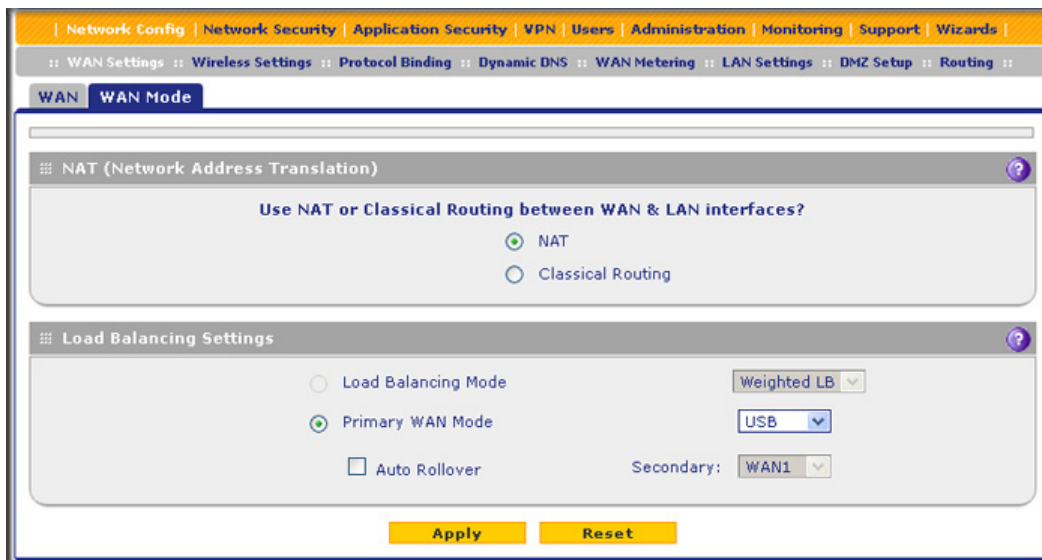 | Network Config | Network Security | Application Security | VPN | Users | Administration | Monitoring | Support | Wizards |
:: WAN Settings :: Wireless Settings :: Protocol Binding :: Dynamic DNS :: WAN Metering :: LAN Settings :: DMZ Setup :: Routing ::
WAN WAN Mode
NAT (Network Address Translation) ?
Use NAT or Classical Routing between WAN & LAN interfaces?
NAT
Classical Routing
Load Balancing Settings ?
Load Balancing Mode Weighted LB
Primary WAN Mode USB
Auto Rollover Secondary: WAN1
Apply Reset